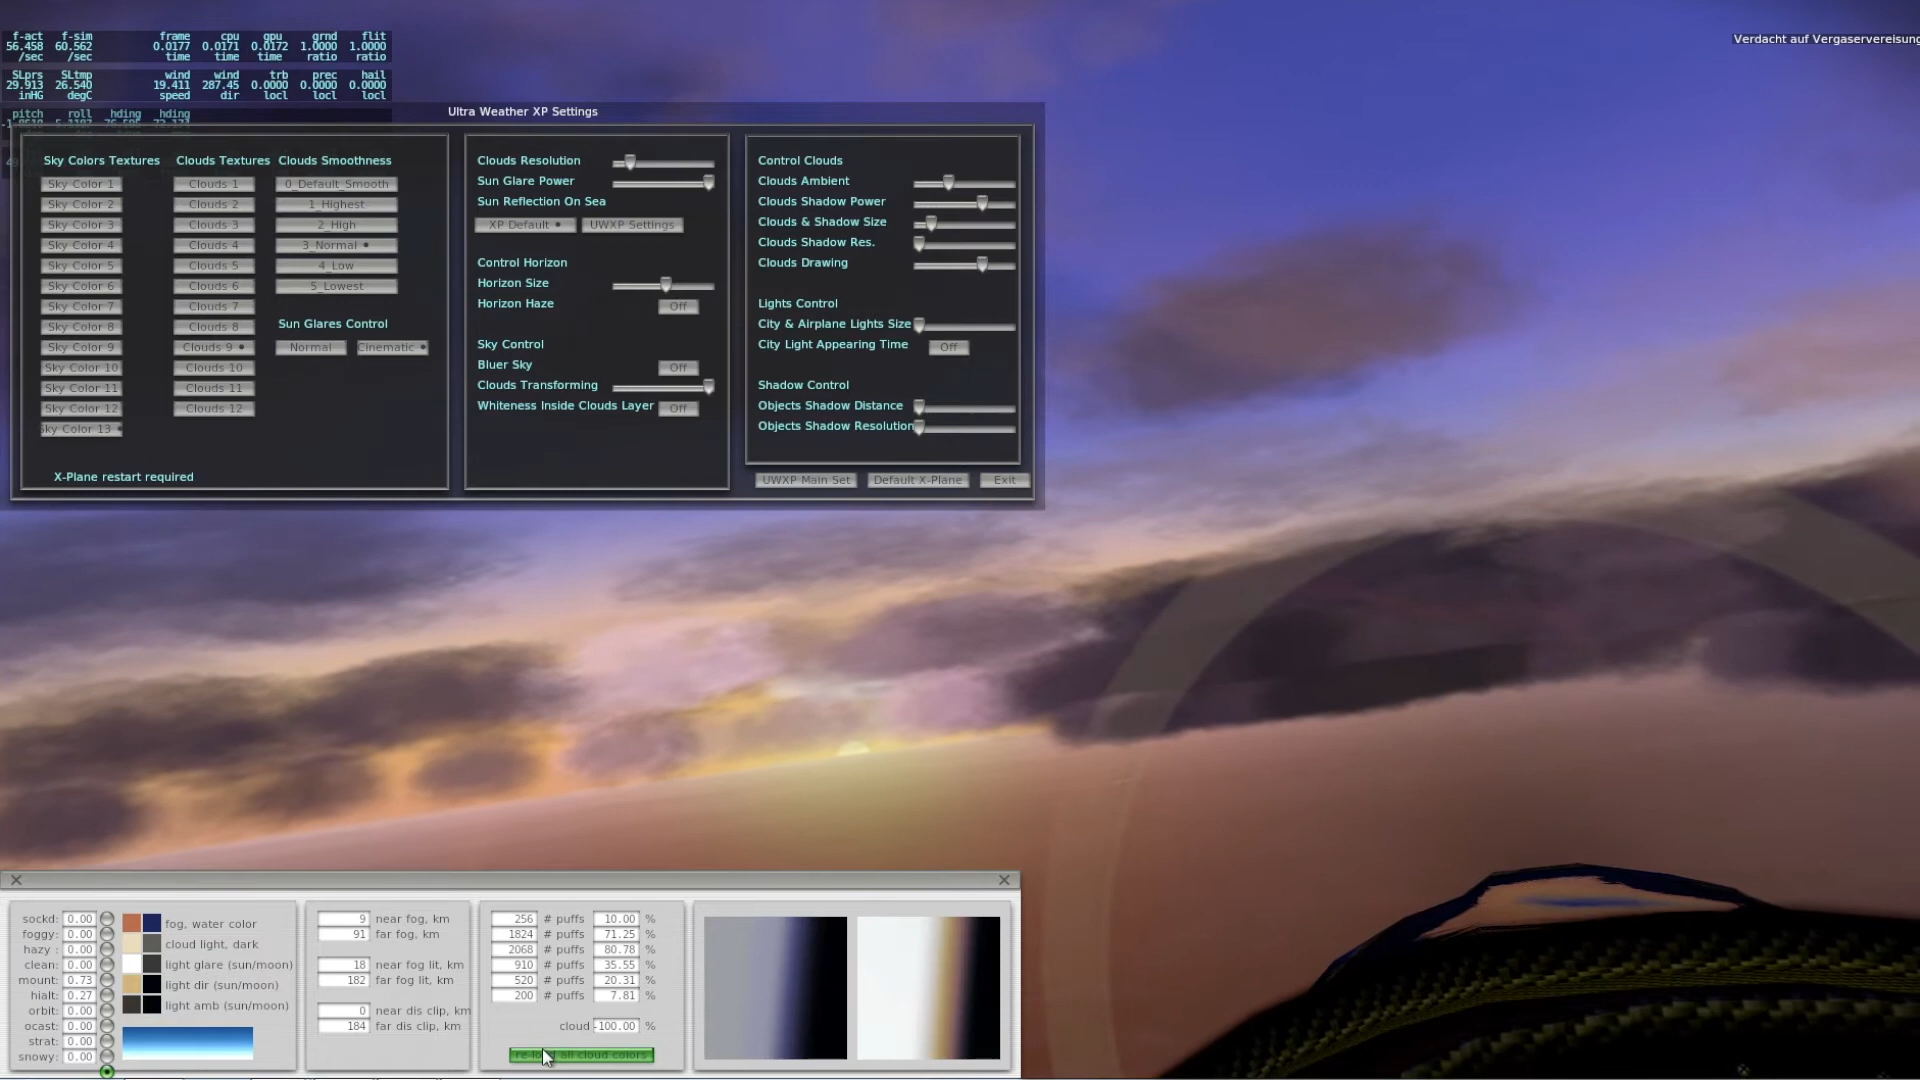 f-act f-sim frame cpu gpu grnd flit
56.458 60.562 0.0177 0.0171 0.0172 1.0000 1.0000
/sec /sec time time time ratio ratio
SLprs SLtmp wind wind trb prec hail
29.913 26.540 19.411 287.45 0.0000 0.0000 0.0000
inHG degC speed dir locl locl locl
pitch roll hding hding
Verdacht auf Vergaservereisung
Ultra Weather XP Settings
Sky Colors Textures Clouds Textures Clouds Smoothness
Sky Color 1 Clouds 1 0_Default_Smooth
Sky Color 2 Clouds 2 1_Highest
Sky Color 3 Clouds 3 2_High
Sky Color 4 Clouds 4 3_Normal
Sky Color 5 Clouds 5 4_Low
Sky Color 6 Clouds 6 5_Lowest
Sky Color 7 Clouds 7
Sky Color 8 Clouds 8 Sun Glares Control
Sky Color 9 Clouds 9 Normal Cinematic
Sky Color 10 Clouds 10
Sky Color 11 Clouds 11
Sky Color 12 Clouds 12
Sky Color 13
X-Plane restart required
Clouds Resolution
Sun Glare Power
Sun Reflection On Sea
XP Default UWXP Settings
Control Horizon
Horizon Size
Horizon Haze Off
Sky Control
Bluer Sky Off
Clouds Transforming
Whiteness Inside Clouds Layer Off
Control Clouds
Clouds Ambient
Clouds Shadow Power
Clouds & Shadow Size
Clouds Shadow Res.
Clouds Drawing
Lights Control
City & Airplane Lights Size
City Light Appearing Time Off
Shadow Control
Objects Shadow Distance
Objects Shadow Resolution
UWXP Main Set Default X-Plane Exit
sockd: 0.00
foggy: 0.00
hazy : 0.00
clean: 0.00
mount: 0.73
hialt: 0.27
orbit: 0.00
ocast: 0.00
strat: 0.00
snowy: 0.00
fog, water color
cloud light, dark
light glare (sun/moon)
light dir (sun/moon)
light amb (sun/moon)
9 near fog, km
91 far fog, km
18 near fog lit, km
182 far fog lit, km
0 near dis clip, km
184 far dis clip, km
256 # puffs 10.00 %
1824 # puffs 71.25 %
2068 # puffs 80.78 %
910 # puffs 35.55 %
520 # puffs 20.31 %
200 # puffs 7.81 %
cloud -100.00 %
all cloud colors